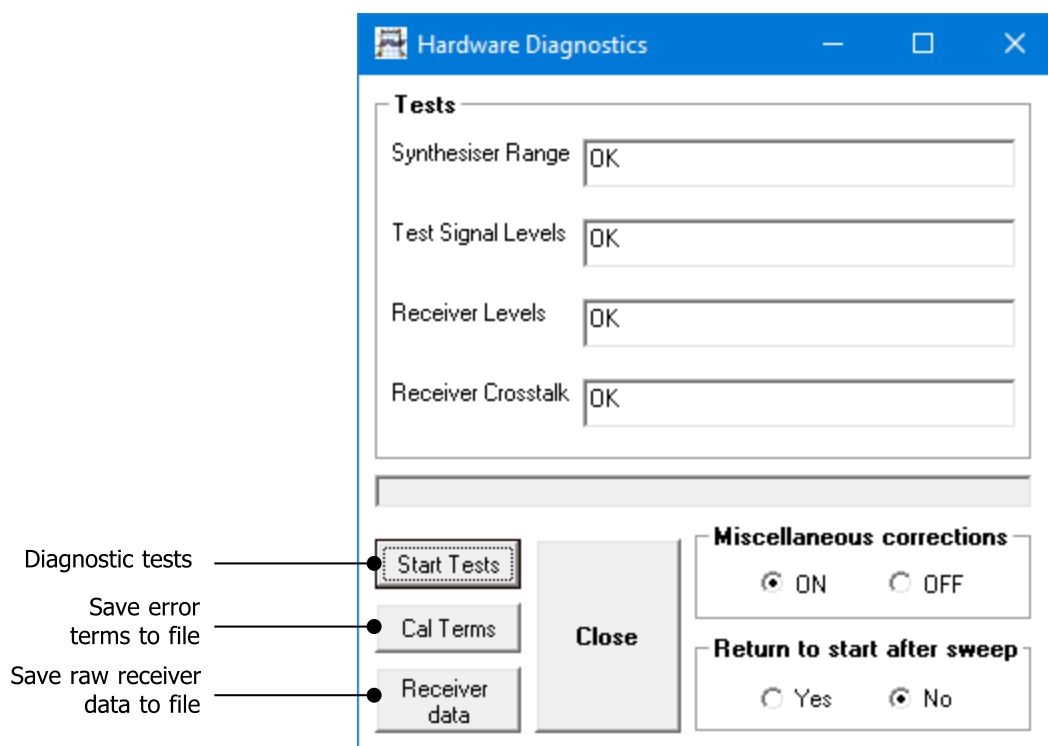 Hardware Diagnostics
Tests
Synthesiser Range OK
Test Signal Levels OK
Receiver Levels OK
Receiver Crosstalk OK
Diagnostic tests
Start Tests
Save error
terms to file
Cal Terms
Save raw receiver
data to file
Receiver
data
Close
Miscellaneous corrections
ON OFF
Return to start after sweep
Yes No